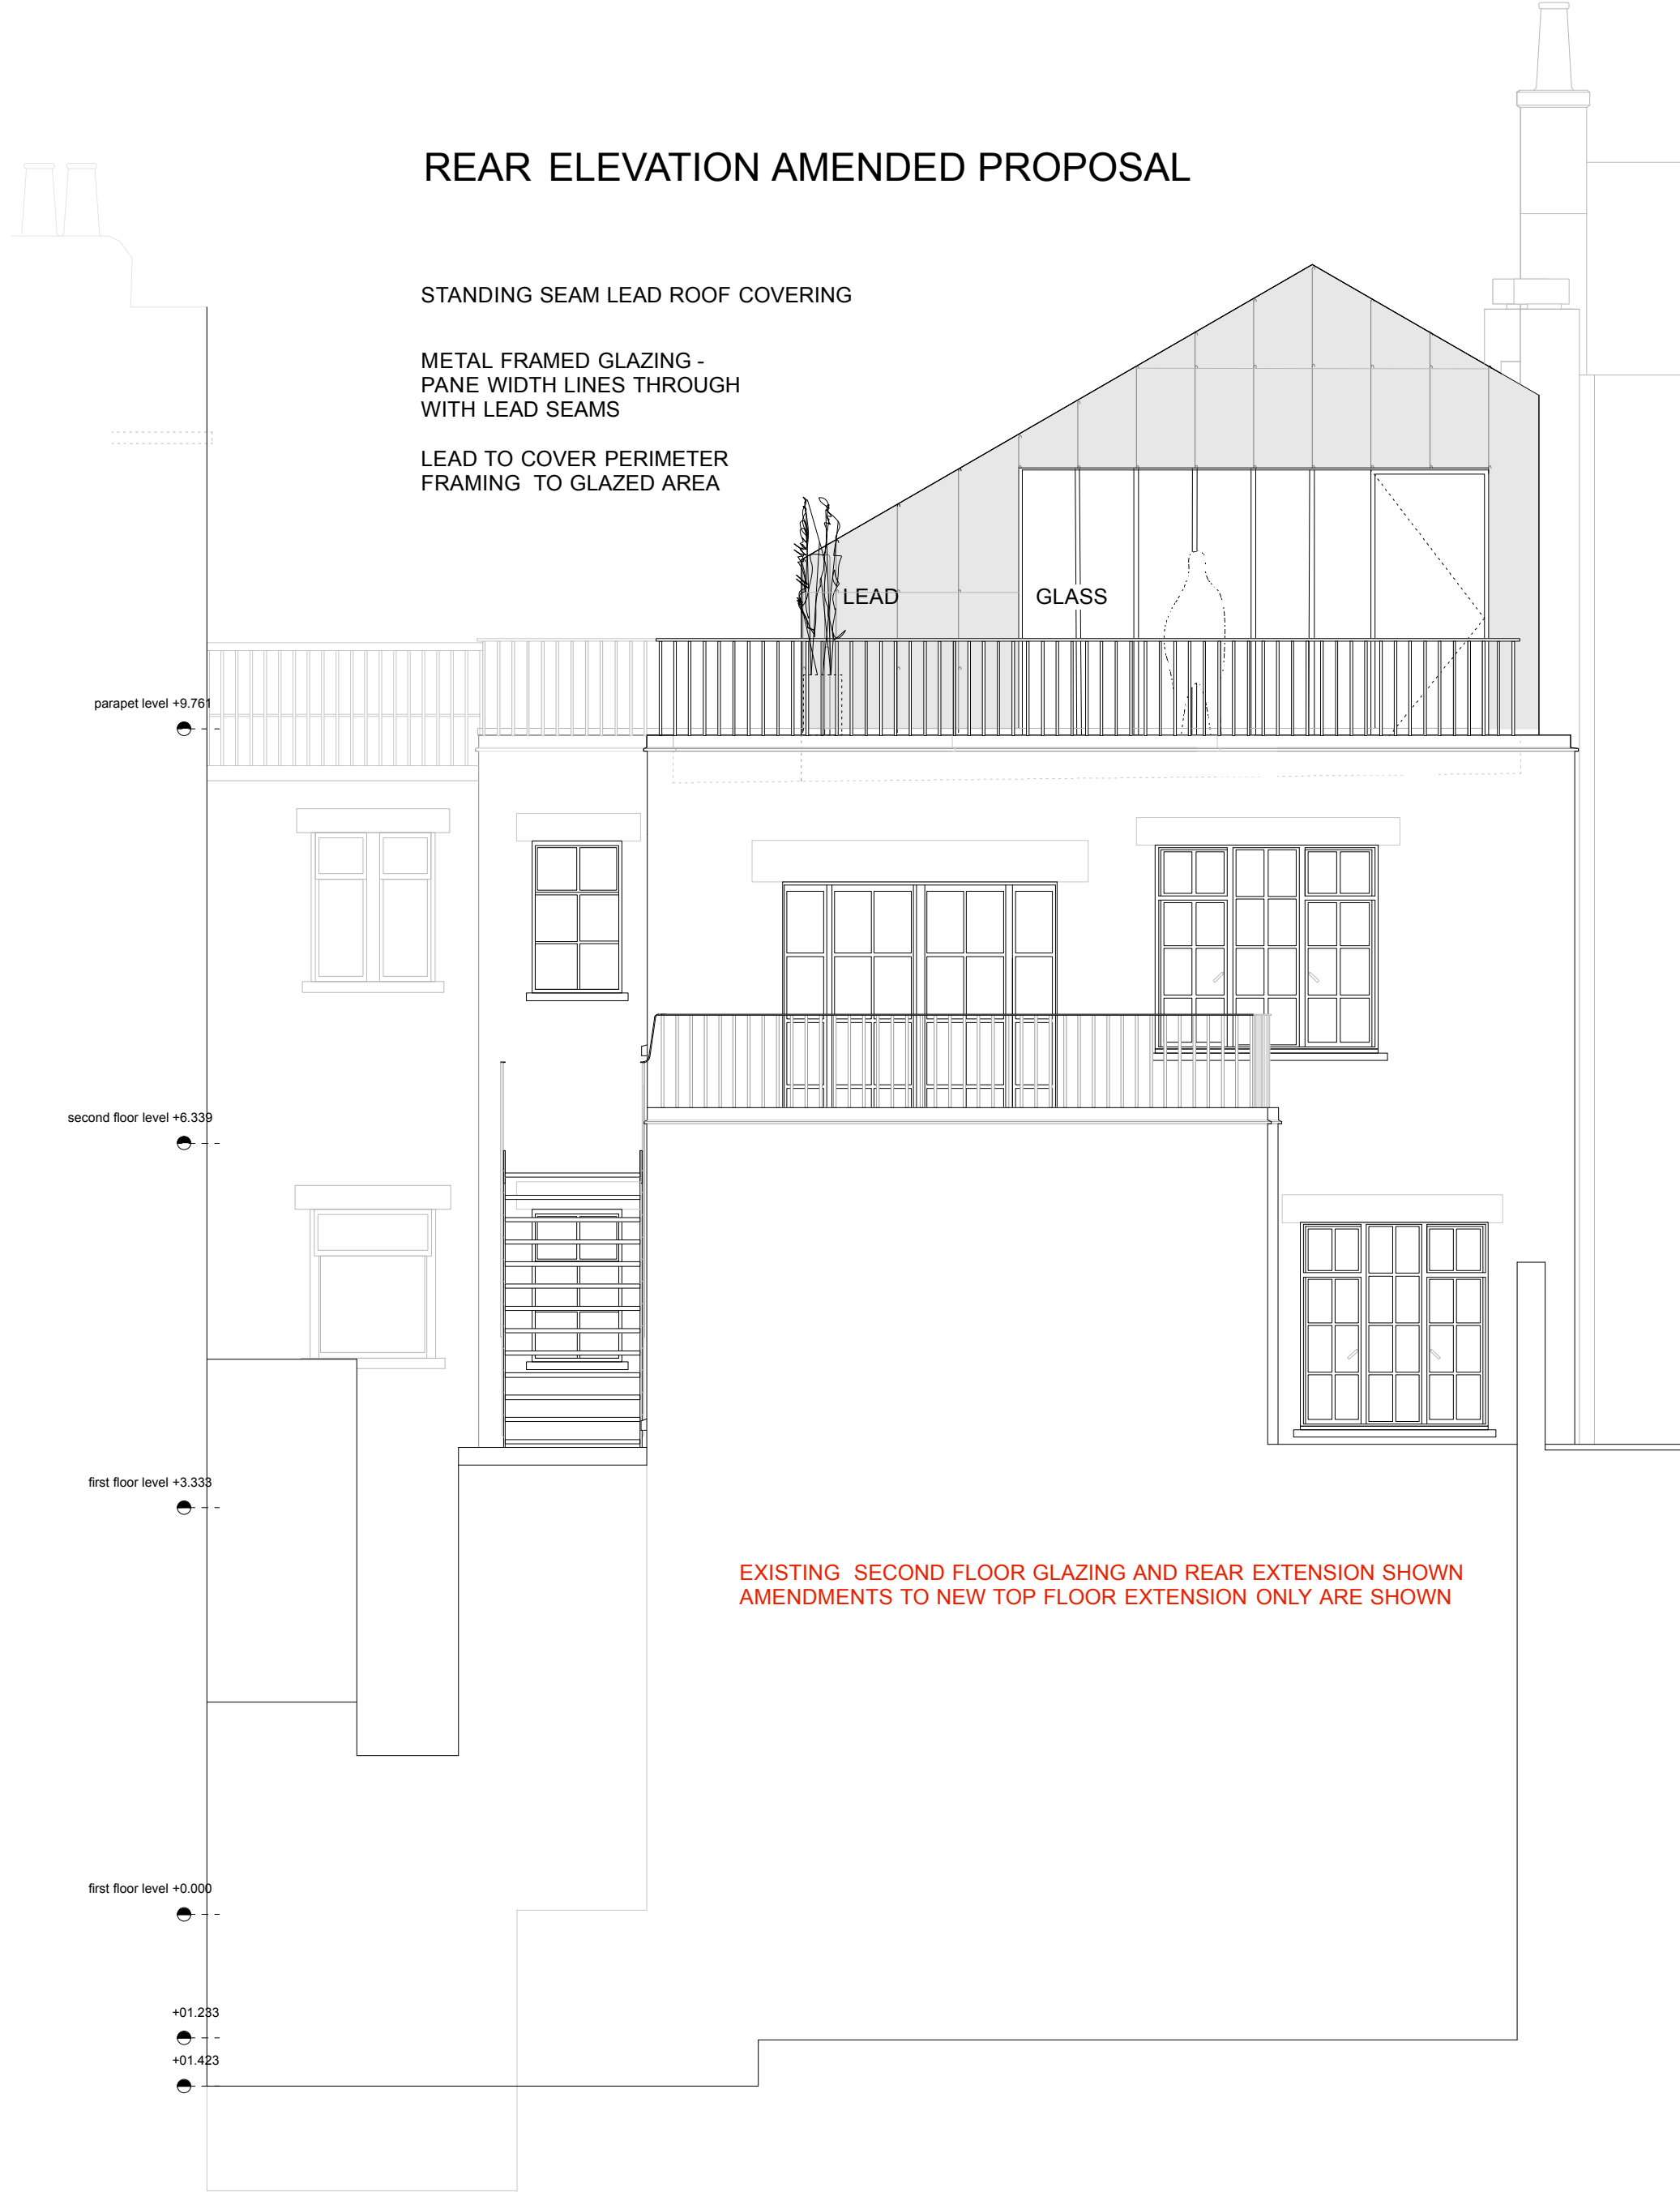 REAR ELEVATION AMENDED PROPOSAL
STANDING SEAM LEAD ROOF COVERING
METAL FRAMED GLAZING -
PANE WIDTH LINES THROUGH
WITH LEAD SEAMS
LEAD TO COVER PERIMETER
FRAMING TO GLAZED AREA
LEAD
GLASS
parapet level +9.761
second floor level +6.339
first floor level +3.333
EXISTING SECOND FLOOR GLAZING AND REAR EXTENSION SHOWN
AMENDMENTS TO NEW TOP FLOOR EXTENSION ONLY ARE SHOWN
first floor level +0.000
+01.233
+01.423